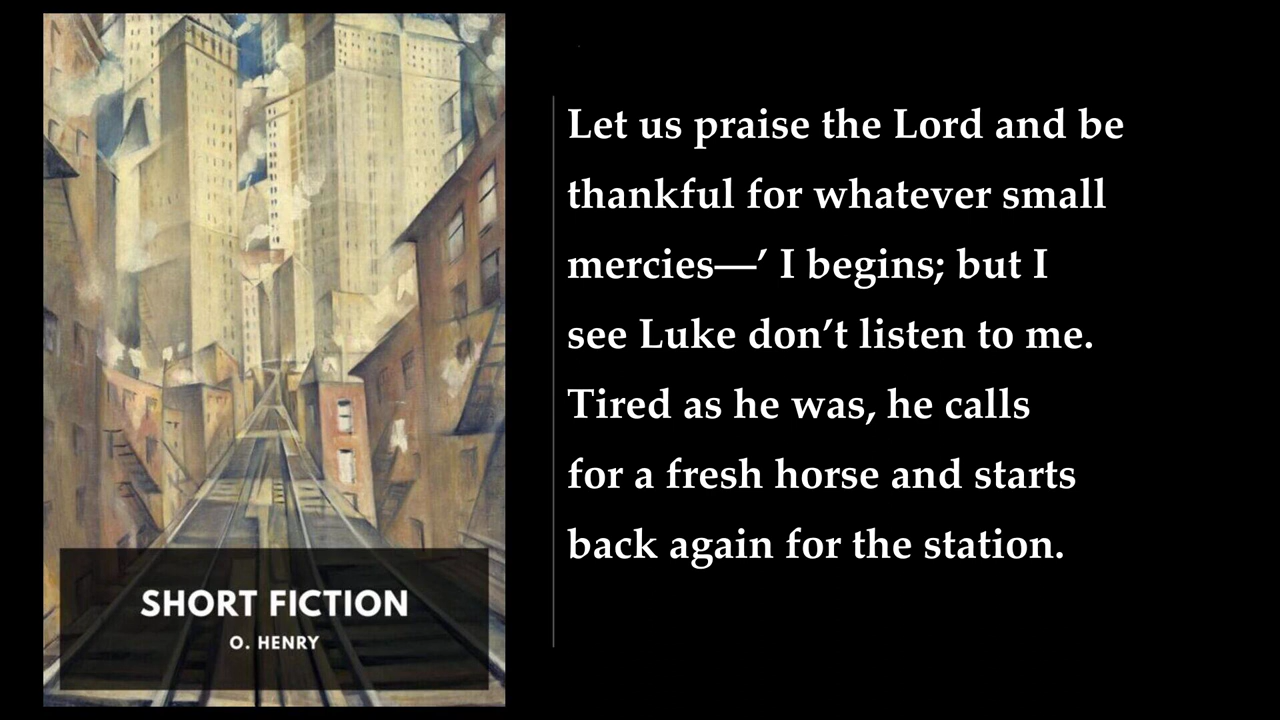 Let us praise the Lord and be
thankful for whatever small
mercies—’ I begins; but I
see Luke don’t listen to me.
Tired as he was, he calls
for a fresh horse and starts
back again for the station.
SHORT FICTION
O. HENRY